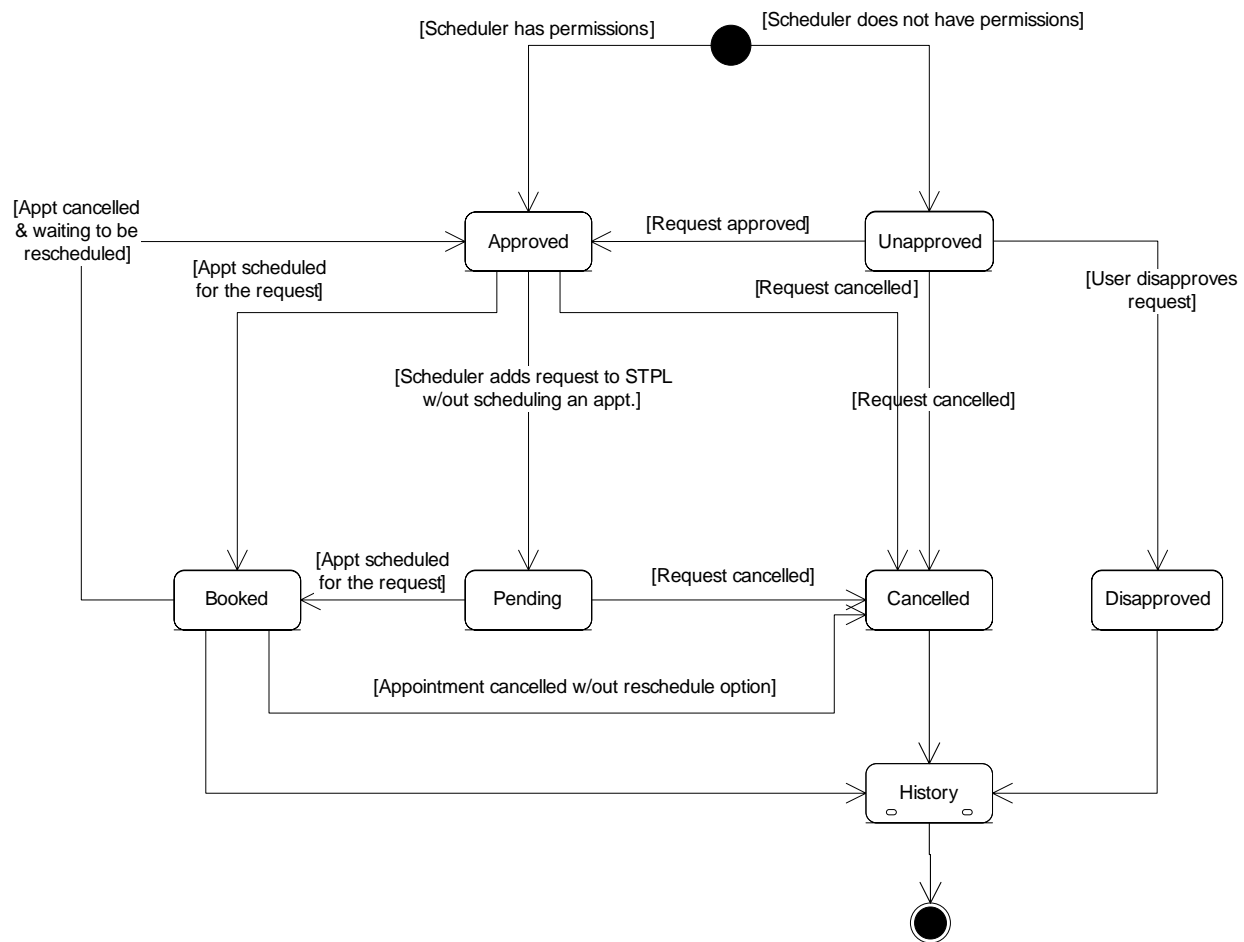 [Scheduler does not have permissions]
[Scheduler has permissions]
[Appt cancelled
& waiting to be
rescheduled]
[Request approved]
Approved
Unapproved
[Appt scheduled
for the request]
[Request cancelled]
[User disapproves
request]
[Scheduler adds request to STPL
w/out scheduling an appt.]
[Request cancelled]
[Appt scheduled
for the request]
[Request cancelled]
Booked
Pending
Cancelled
Disapproved
[Appointment cancelled w/out reschedule option]
History